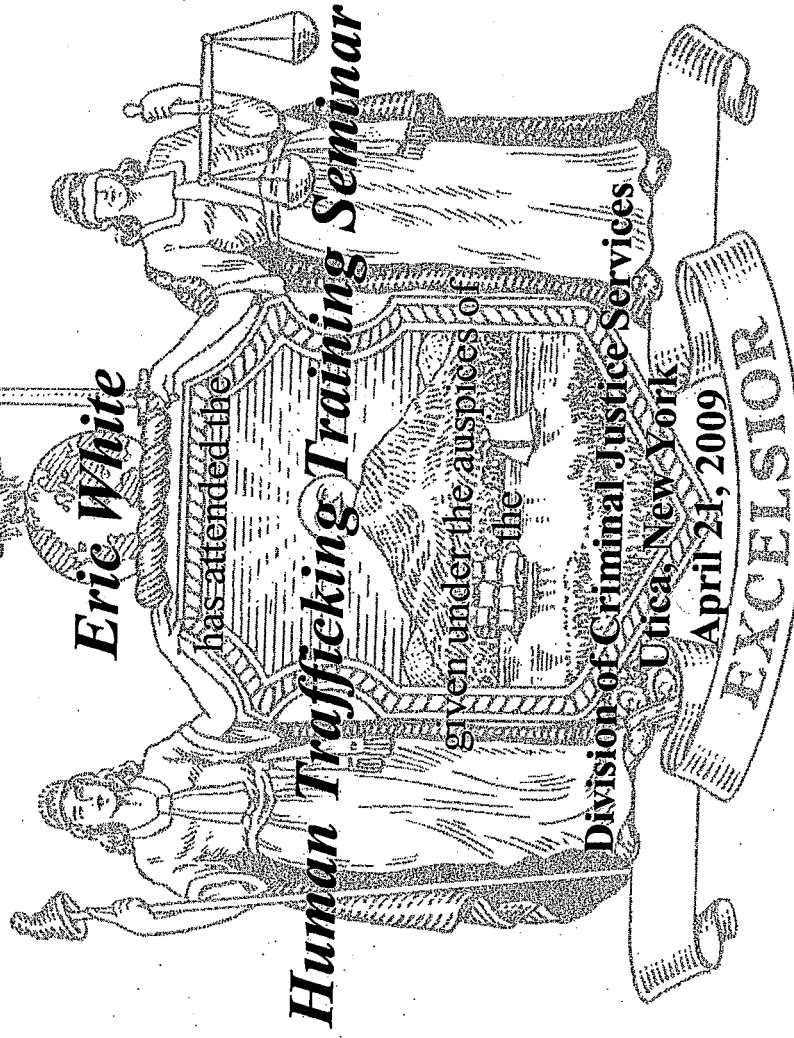 Eric White
has attended the
Human Trafficking Training Seminar
given under the auspices of
the
Division of Criminal Justice Services
Utica, New York
April 21, 2009
EXCELSIOR